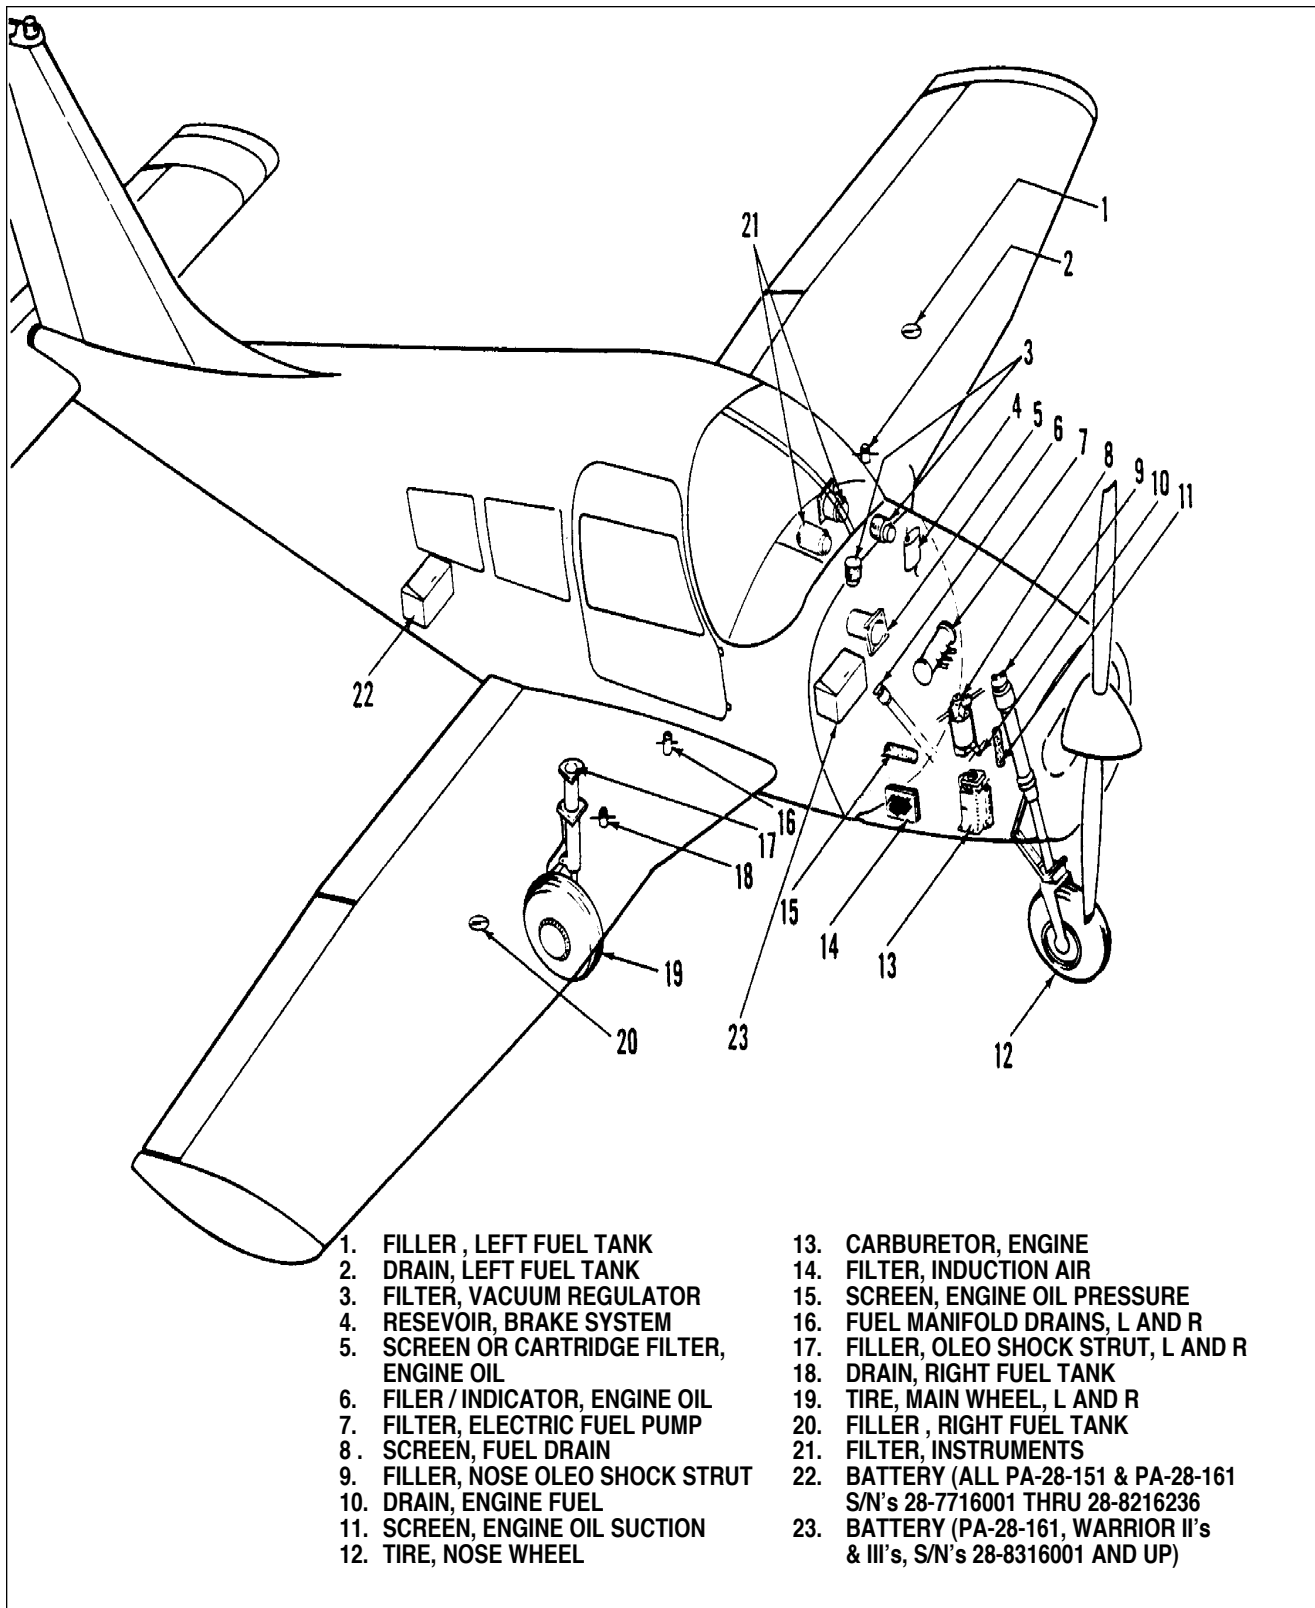 1
21
2
3
4
5
6
7
8
9
10
11
22
16
17
18
15
14
13
19
20
23
12
1. FILLER , LEFT FUEL TANK
2. DRAIN, LEFT FUEL TANK
3. FILTER, VACUUM REGULATOR
4. RESEVOIR, BRAKE SYSTEM
5. SCREEN OR CARTRIDGE FILTER,
ENGINE OIL
6. FILER / INDICATOR, ENGINE OIL
7. FILTER, ELECTRIC FUEL PUMP
8 . SCREEN, FUEL DRAIN
9. FILLER, NOSE OLEO SHOCK STRUT
10. DRAIN, ENGINE FUEL
11. SCREEN, ENGINE OIL SUCTION
12. TIRE, NOSE WHEEL
13. CARBURETOR, ENGINE
14. FILTER, INDUCTION AIR
15. SCREEN, ENGINE OIL PRESSURE
16. FUEL MANIFOLD DRAINS, L AND R
17. FILLER, OLEO SHOCK STRUT, L AND R
18. DRAIN, RIGHT FUEL TANK
19. TIRE, MAIN WHEEL, L AND R
20. FILLER , RIGHT FUEL TANK
21. FILTER, INSTRUMENTS
22. BATTERY (ALL PA-28-151 & PA-28-161
S/N's 28-7716001 THRU 28-8216236
23. BATTERY (PA-28-161, WARRIOR II's
& III's, S/N's 28-8316001 AND UP)